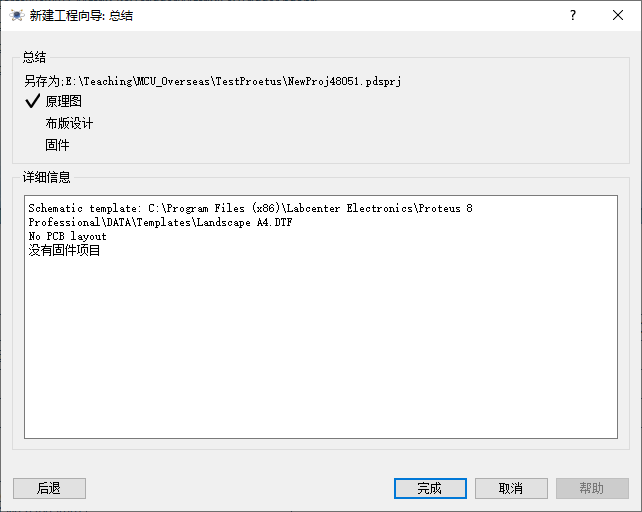 新建工程向导: 总结
?
总结
另存为:E:\Teaching\MCU_Overseas\TestProetus\NewProj48051.pdsprj
原理图
布版设计
固件
详细信息
Schematic template: C:\Program Files (x86)\Labcenter Electronics\Proteus 8
Professional\DATA\Templates\Landscape A4.DTF
No PCB layout
没有固件项目
后退
完成
取消
帮助